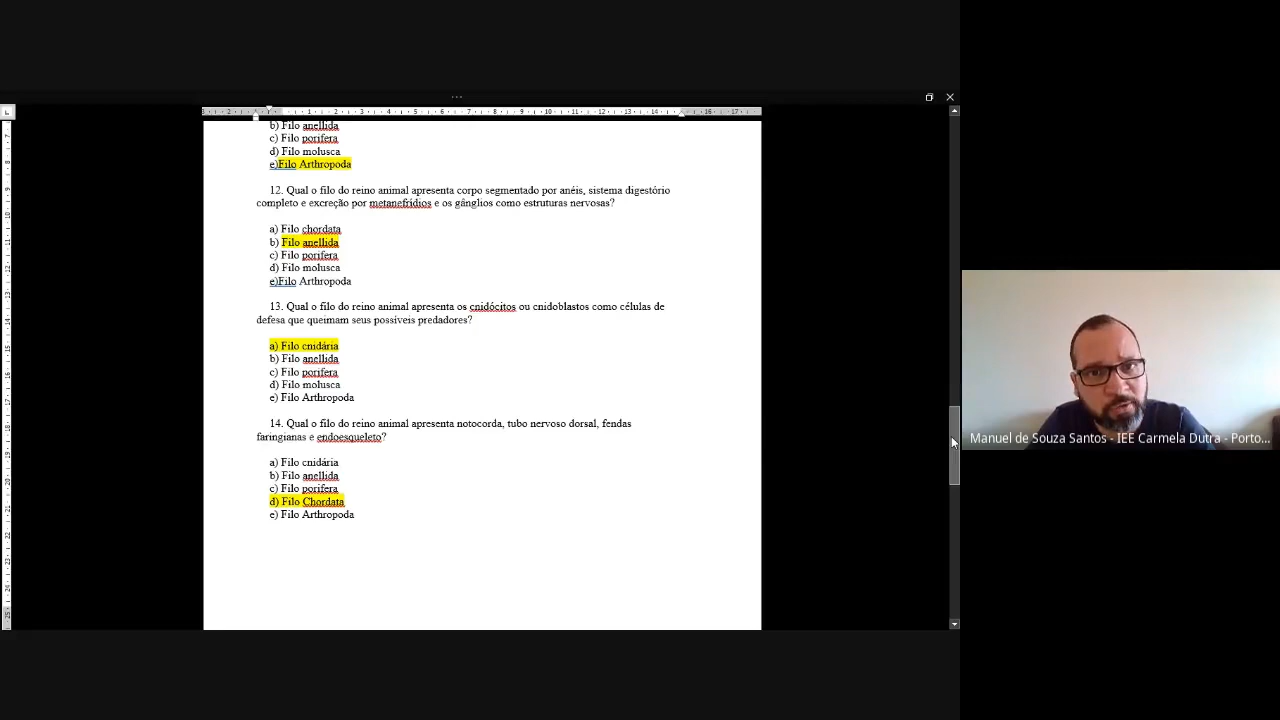 b) Filo anellida
c) Filo porifera
d) Filo molusca
e)Filo Arthropoda
12. Qual o filo do reino animal apresenta corpo segmentado por anéis, sistema digestório
completo e excreção por metanefrídios e os gânglios como estruturas nervosas?
a) Filo chordata
b) Filo anellida
c) Filo porifera
d) Filo molusca
e)Filo Arthropoda
13. Qual o filo do reino animal apresenta os cnidócitos ou cnidoblastos como células de
defesa que queimam seus possíveis predadores?
a) Filo cnidária
b) Filo anellida
c) Filo porifera
d) Filo molusca
e) Filo Arthropoda
14. Qual o filo do reino animal apresenta notocorda, tubo nervoso dorsal, fendas
faringianas e endoesqueleto?
a) Filo cnidária
b) Filo anellida
c) Filo porifera
d) Filo Chordata
e) Filo Arthropoda
Manuel de Souza Santos - IEE Carmela Dutra - Porto...